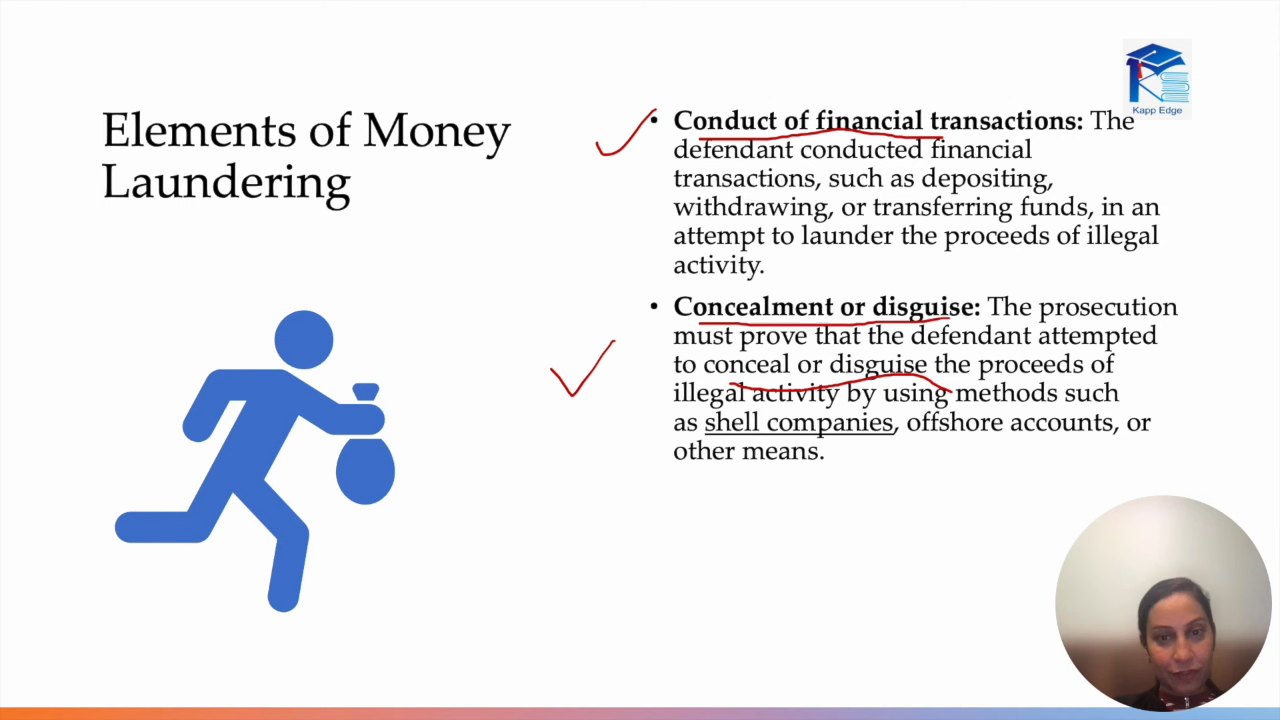 Kapp Edge
Elements of Money
Laundering
• Conduct of financial transactions: The
defendant conducted financial
transactions, such as depositing,
withdrawing, or transferring funds, in an
attempt to launder the proceeds of illegal
activity.
• Concealment or disguise: The prosecution
must prove that the defendant attempted
to conceal or disguise the proceeds of
illegal activity by using methods such
as shell companies, offshore accounts, or
other means.